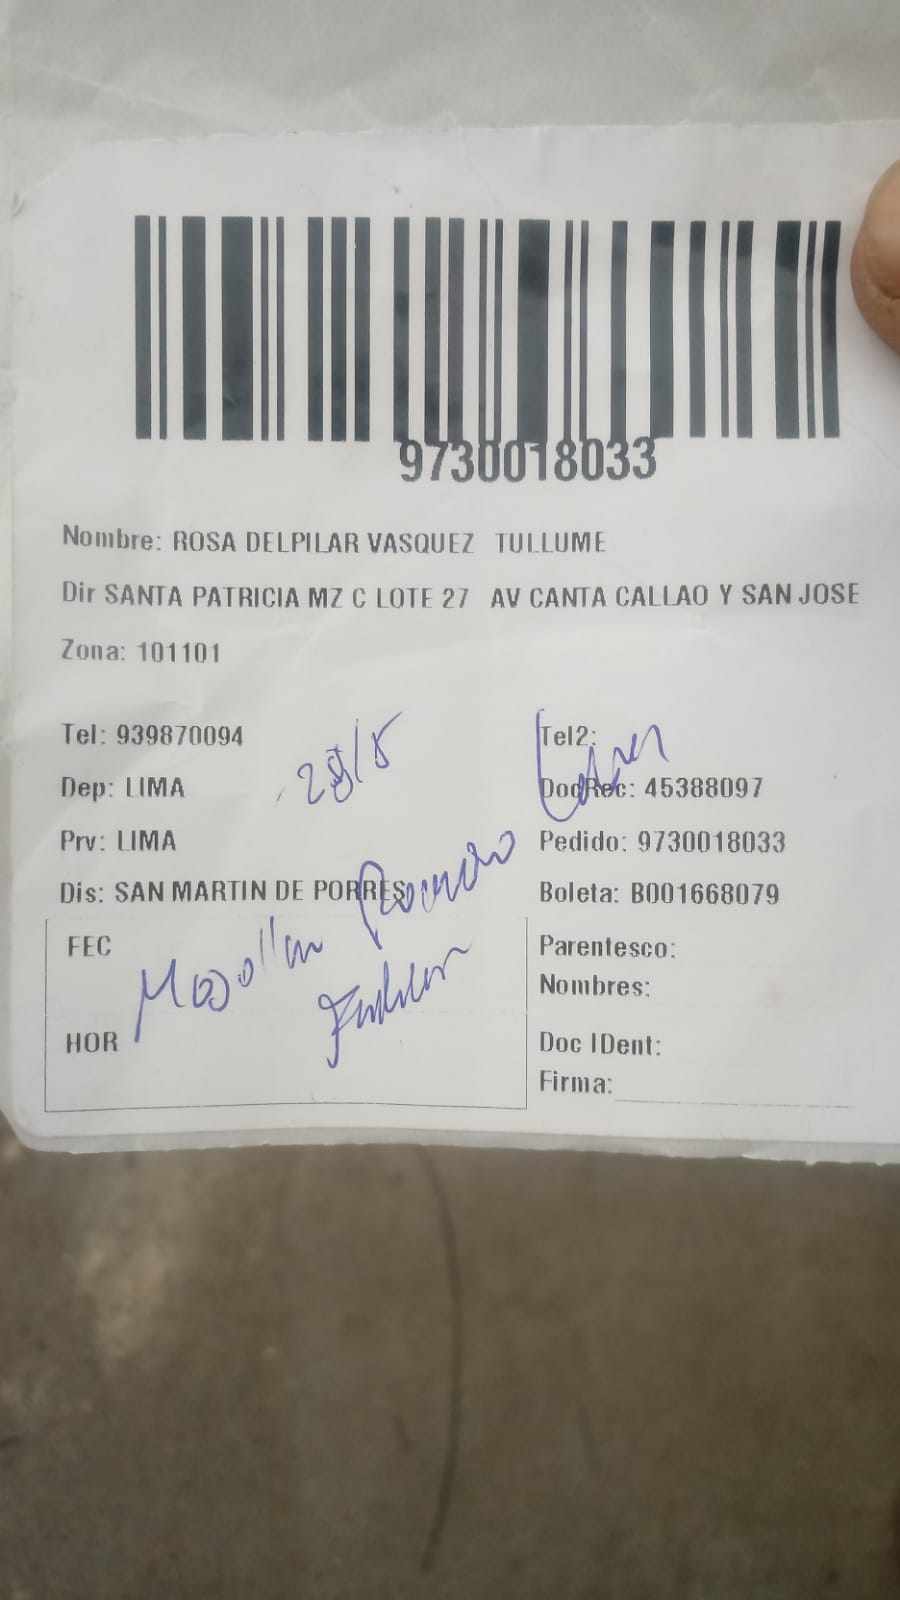 9730018033
Nombre: ROSA DELPILAR VASQUEZ TULLUME
Dir SANTA PATRICIA MZ C LOTE 27 AV CANTA CALLAO Y SAN JOSE
Zona: 101101
Tel: 939870094
Tel2:
Dep: LIMA
DocRec: 45388097
Prv: LIMA
Pedido: 9730018033
Dis: SAN MARTIN DE PORRES
Boleta: B001668079
FEC
Parentesco:
Nombres:
HOR
Doc IDent:
Firma: